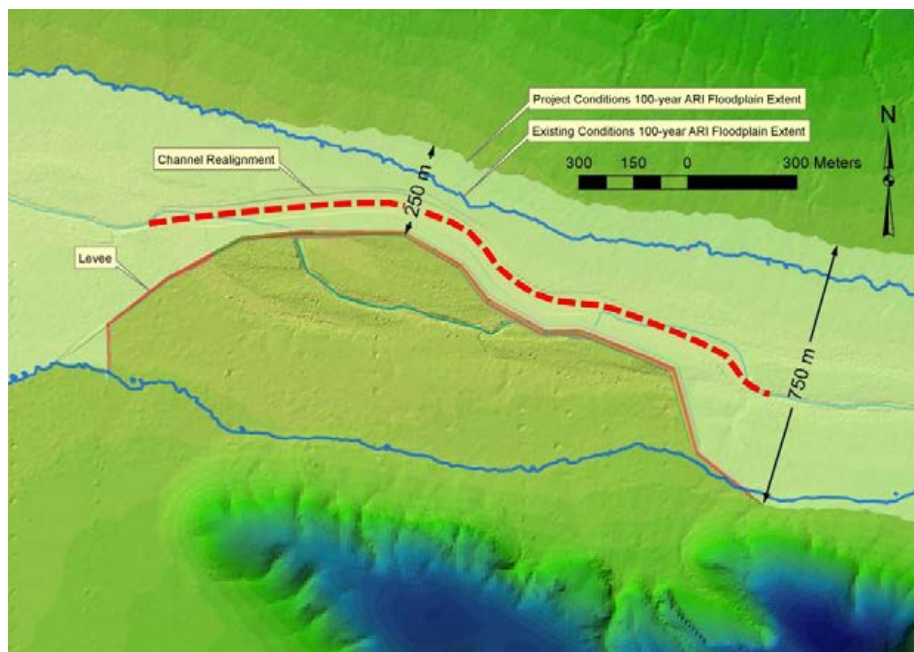 Project Conditions 100-year ARI Floodplain Extent
Existing Conditions 100-year ARI Floodplain Extent
N
Channel Realignment
300 150 0 300 Meters
250 m
Levee
750 m